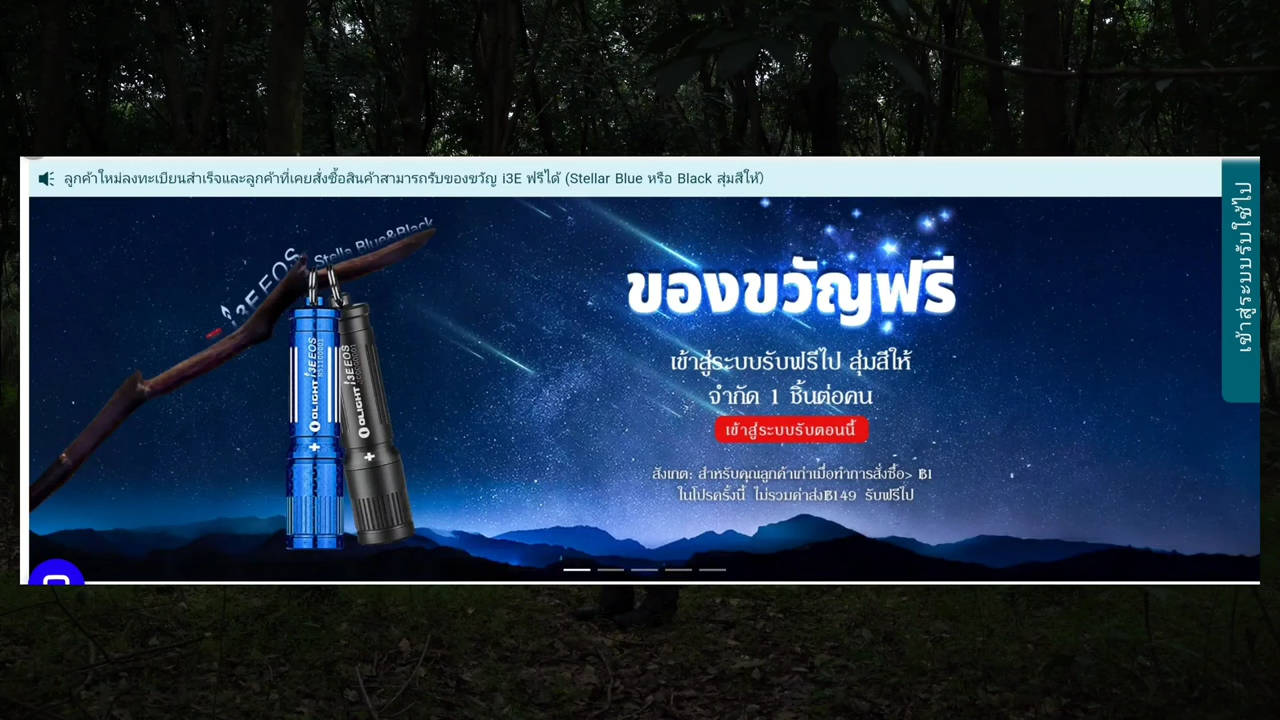 ลูกค้าใหม่ลงทะเบียนสำเร็จและลูกค้าที่เคยสั่งซื้อสินค้าสามารถรับของขวัญ i3E ฟรีได้ (Stellar Blue หรือ Black สุ่มสีให้)
เข้าสู่ระบบรับใช้ไป
i3E EOS
Stella Blue&Black
ของขวัญฟรี
เข้าสู่ระบบรับฟรีไป สุ่มสีให้
จำกัด 1 ชิ้นต่อคน
เข้าสู่ระบบรับตอนนี้
สังเกต: สำหรับคุณลูกค้าเก่าเมื่อทำการสั่งซื้อ> ฿1
ในโปรครั้งนี้ ไม่รวมค่าส่ง฿149 รับฟรีไป
OLIGHT i3E EOS
OLIGHT i3E EOS